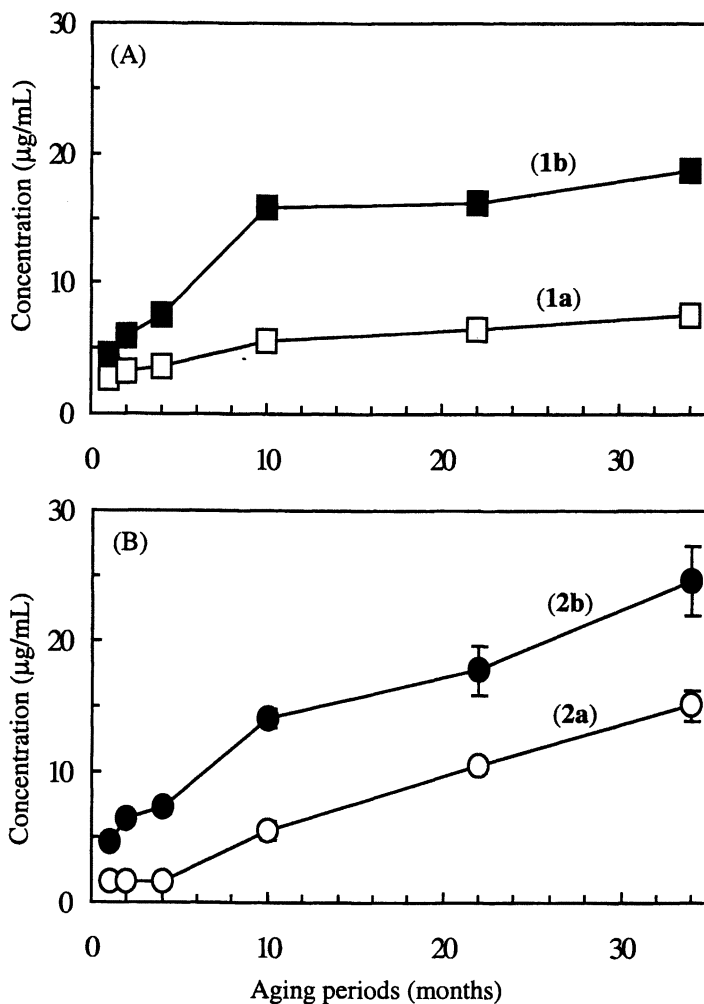 30
(A)
20
10
0
Concentration (µg/mL)
(1b)
(1a)
0 10 20 30
30
(B)
20
10
0
Concentration (µg/mL)
(2b)
(2a)
0 10 20 30
Aging periods (months)